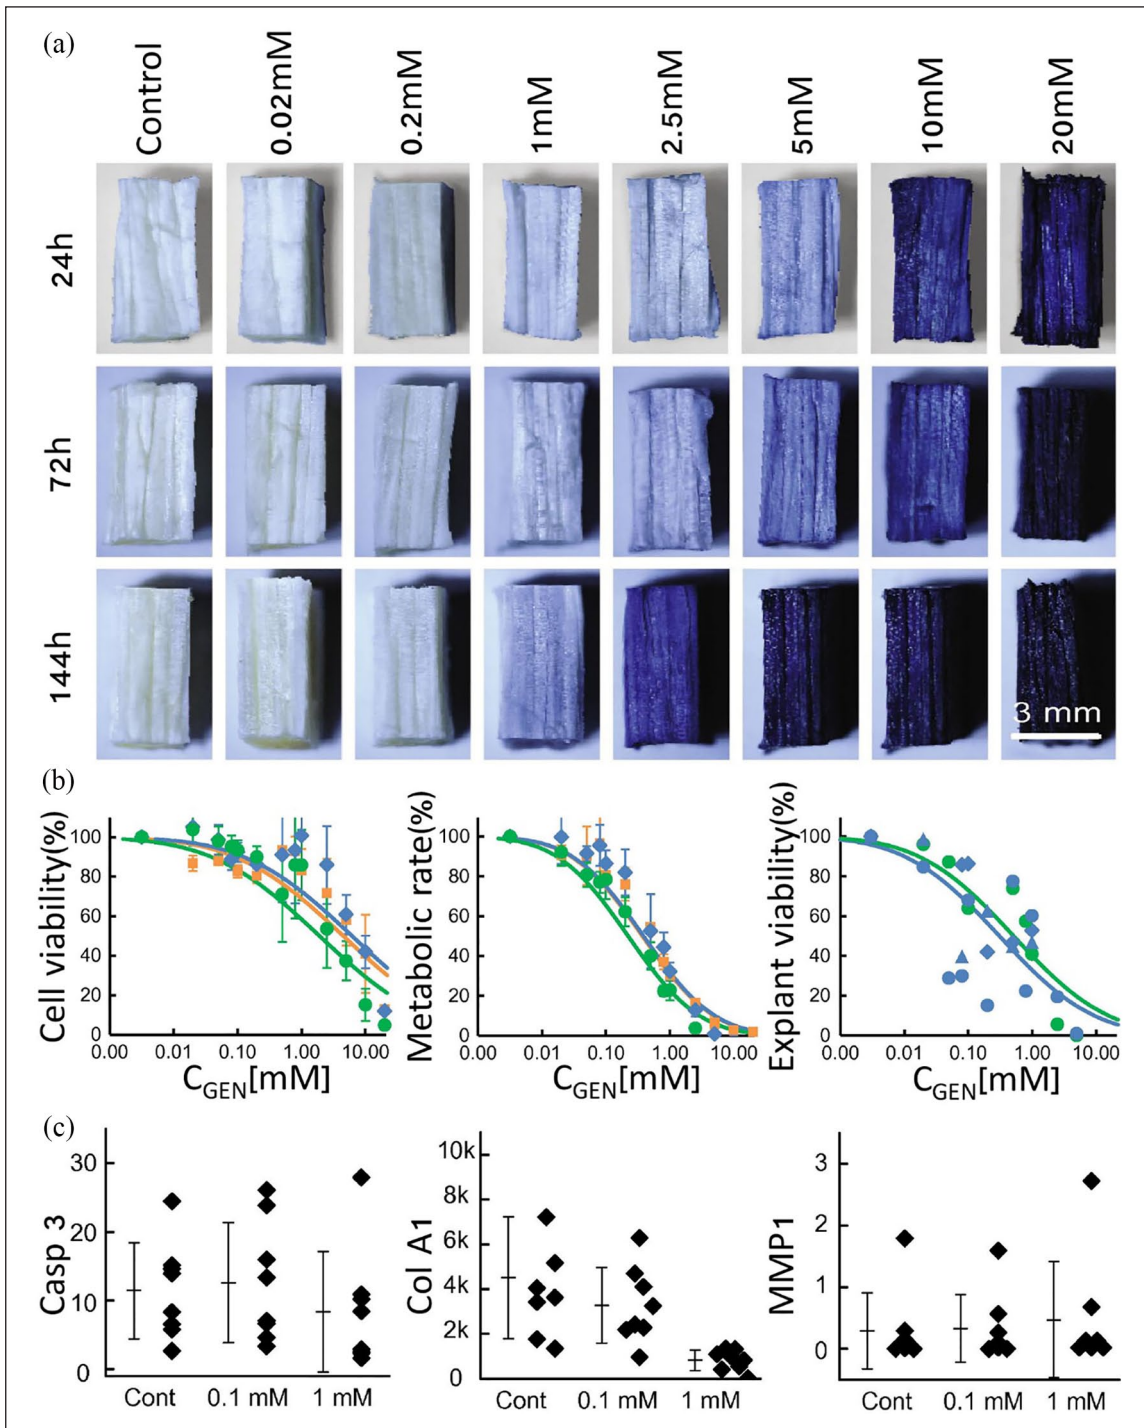 (a)
Control 0.02mM 0.2mM 1mM 2.5mM 5mM 10mM 20mM
24h
72h
144h
3 mm
(b)
Cell viability(%)
100
80
60
40
20
0
0.00 0.01 0.10 1.00 10.00
C_GEN[mM]
Metabolic rate(%)
100
80
60
40
20
0
0.00 0.01 0.10 1.00 10.00
C_GEN[mM]
Explant viability(%)
100
80
60
40
20
0
0.00 0.10 1.00 10.00
C_GEN[mM]
(c)
Casp 3
30
20
10
0
Cont 0.1 mM 1 mM
Col A1
10k
8k
6k
4k
2k
0
Cont 0.1 mM 1 mM
MMP1
3
2
1
0
Cont 0.1 mM 1 mM